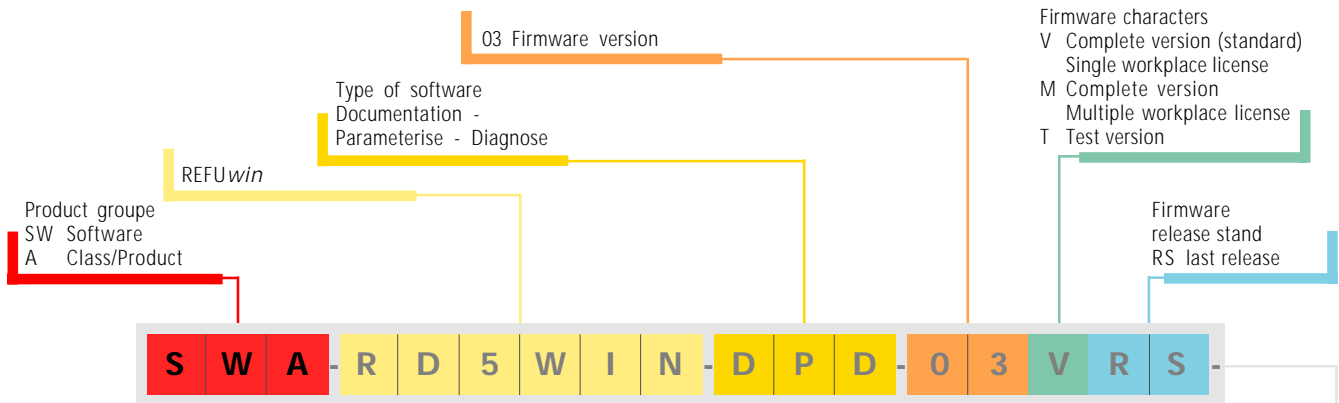 Firmware characters
V Complete version (standard)
Single workplace license
M Complete version
Multiple workplace license
T Test version
03 Firmware version
Type of software
Documentation -
Parameterise - Diagnose
REFUwin
Product groupe
SW Software
A Class/Product
Firmware
release stand
RS last release
SWA-RD5WIN-DPD-03VRS-